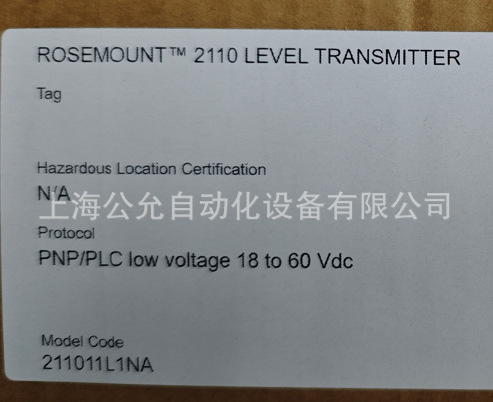 ROSEMOUNT™ 2110 LEVEL TRANSMITTER
Tag
Hazardous Location Certification
N/A
上海公允自动化设备有限公司
Protocol
PNP/PLC low voltage 18 to 60 Vdc
Model Code
211011L1NA